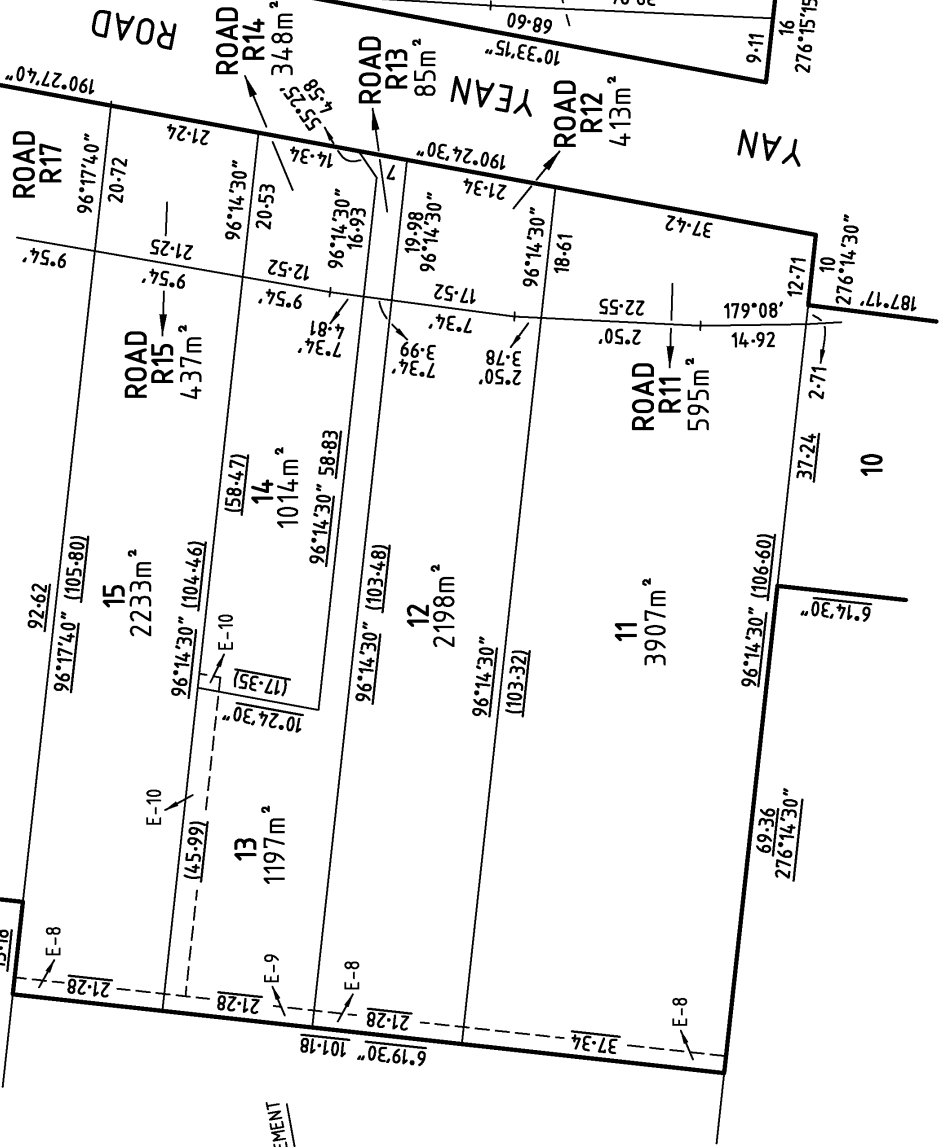 68·60
10°33'15"
9·11
16
276°15'15
ROAD
YEAN
YAN
ROAD
R14
348m²
55°25'
4·58
ROAD
R13
85m²
ROAD
R12
413m²
190°27'40"
190°24'30"
ROAD
R17
96°17'40"
20·72
21·24
96°14'30"
20·53
14·34
7
96°14'30"
16·93
19·98
96°14'30"
21·34
96°14'30"
18·61
37·42
12·71
10
276°14'30"
187°17'
9°54'
21·25
9°54'
12·52
9°54'
4·81
7°34'
17·52
7°34'
3·99
7°34'
3·78
2°50'
22·55
2°50'
179°08'
14·92
2·71
ROAD
R15
437m²
ROAD
R11
595m²
37·24
10
(58·47)
14
1014m²
96°14'30" 58·83
92·62
96°17'40" (105·80)
15
2233m²
96°14'30" (104·46)
E-10
(17·35)
10°24'30"
96°14'30" (103·48)
12
2198m²
96°14'30"
(103·32)
11
3907m²
96°14'30" (106·60)
6°14'30"
E-10
(45·99)
13
1197m²
69·36
276°14'30"
E-8
21·28
21·28
E-9
E-8
21·28
37·34
E-8
6°19'30" 101·18
EMENT